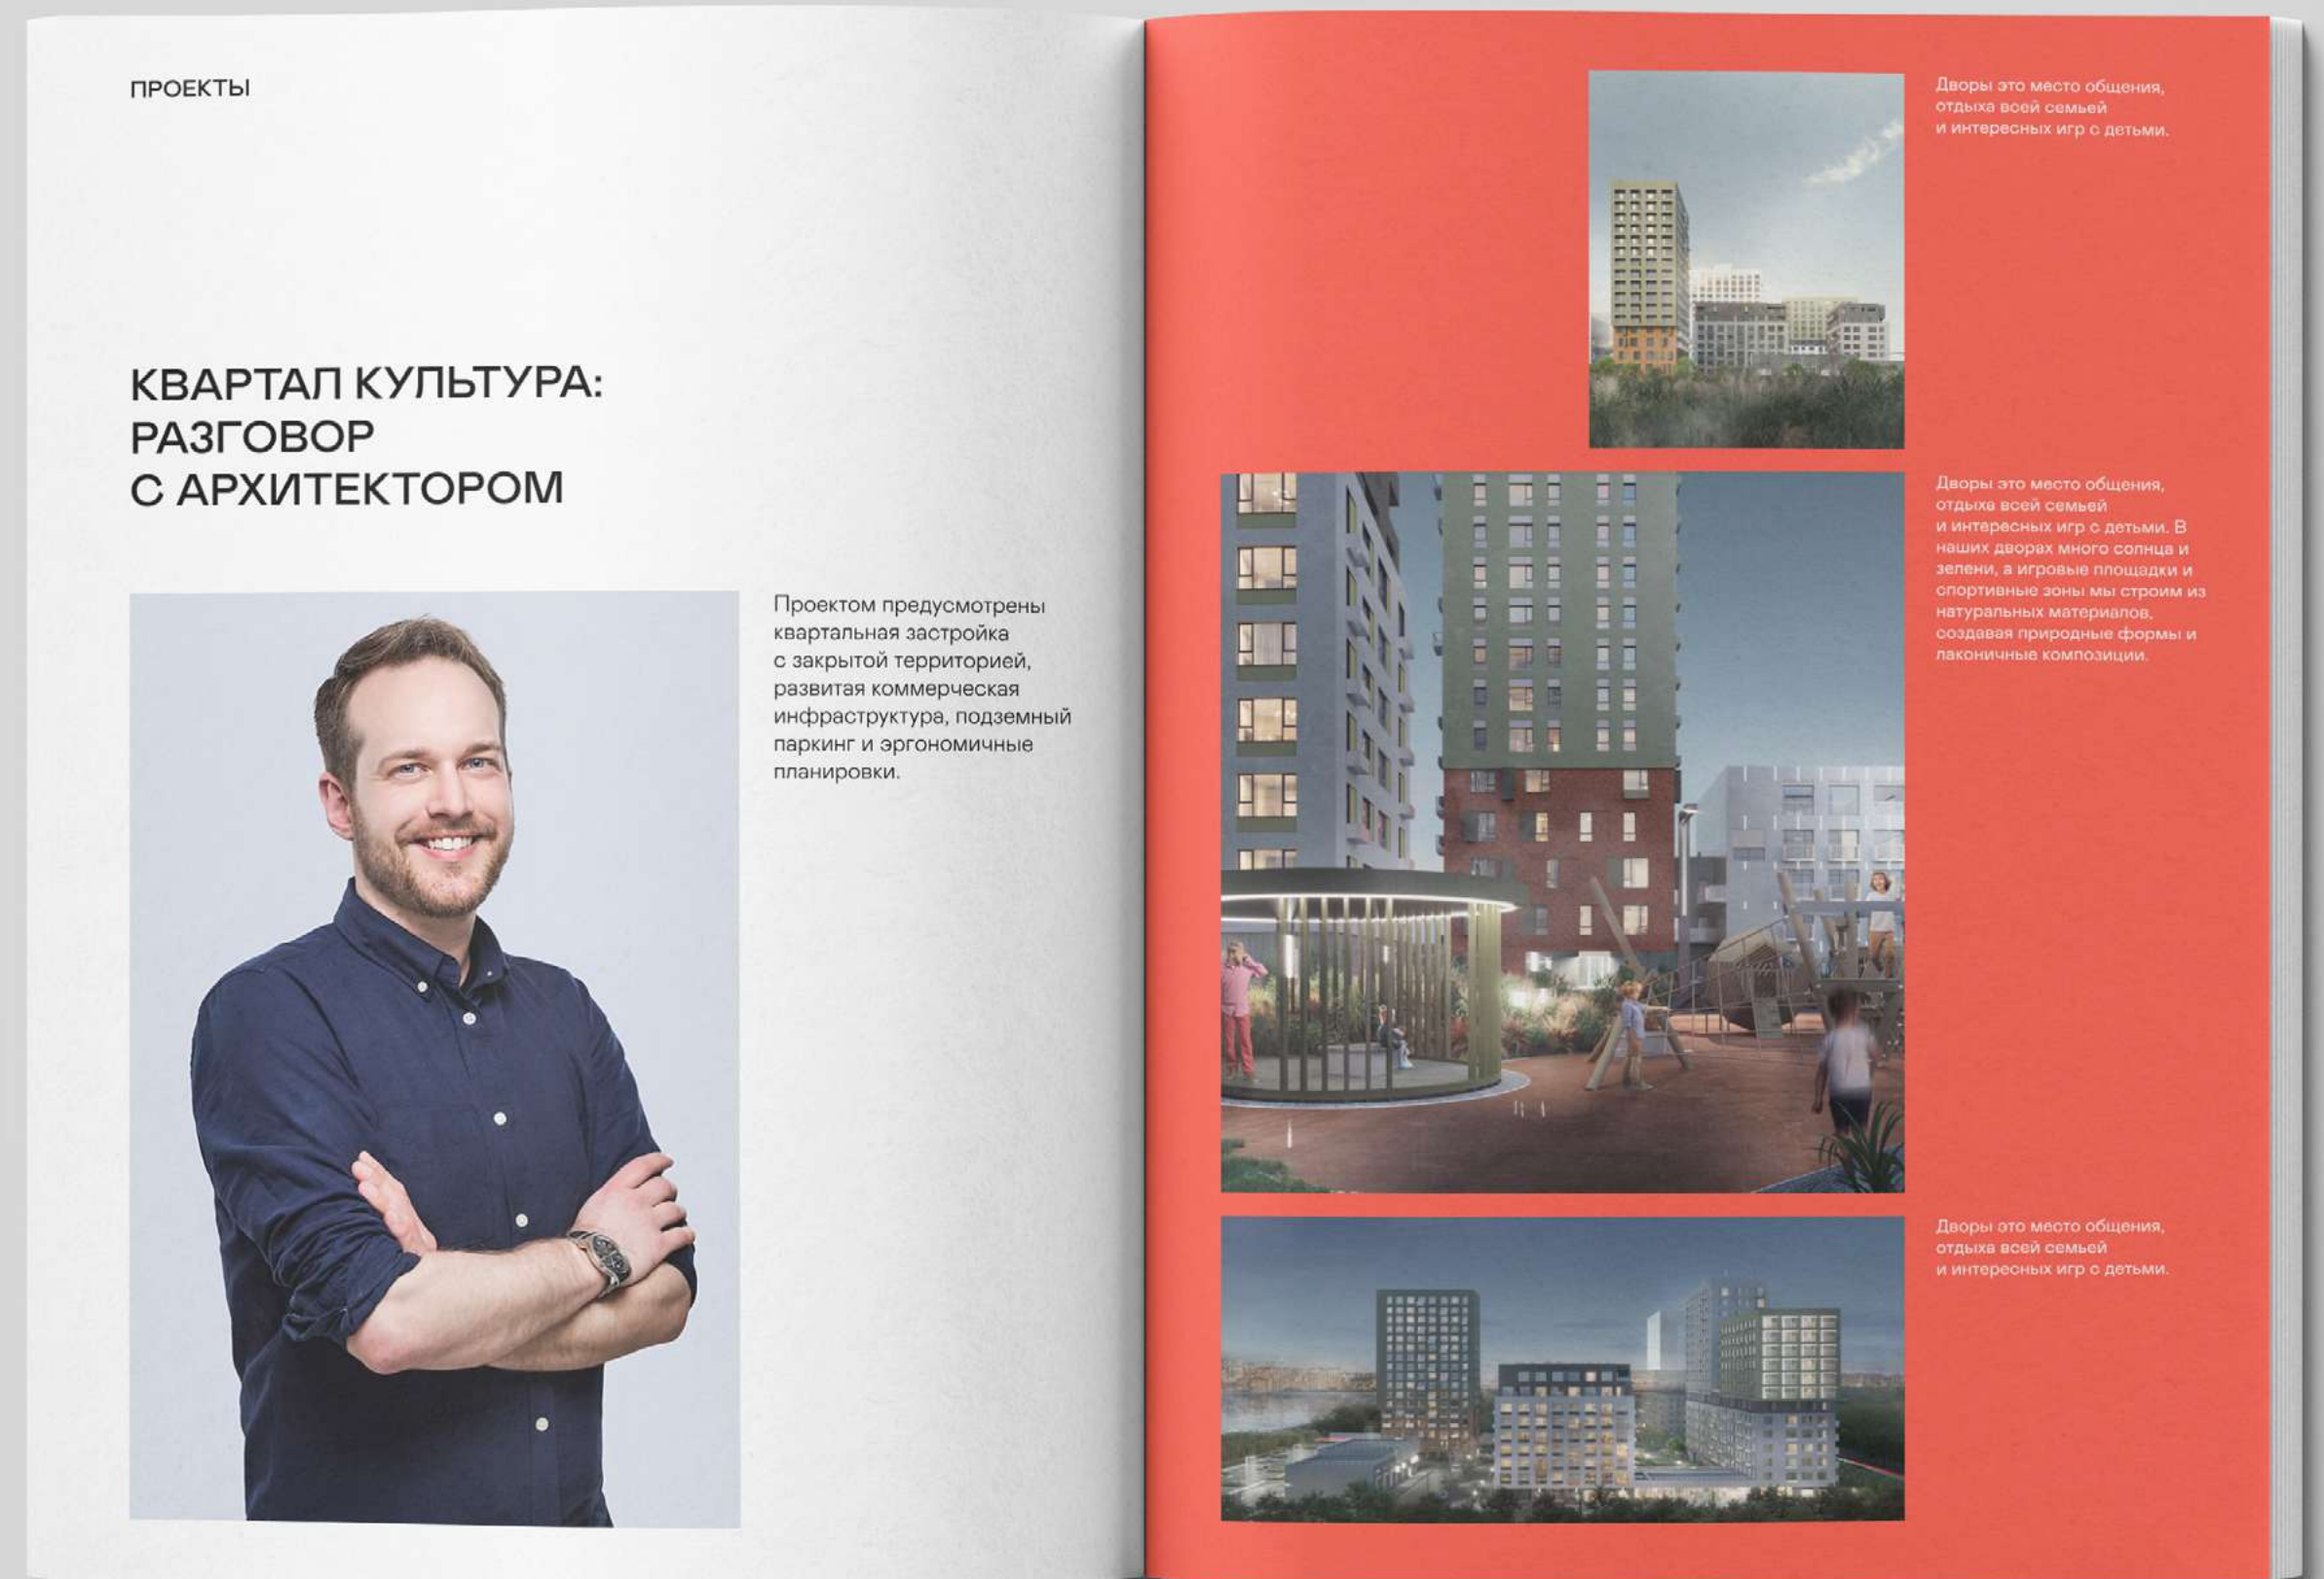 ПРОЕКТЫ
КВАРТАЛ КУЛЬТУРА:
РАЗГОВОР
С АРХИТЕКТОРОМ
Проектом предусмотрены
квартальная застройка
с закрытой территорией,
развитая коммерческая
инфраструктура, подземный
паркинг и эргономичные
планировки.
Дворы это место общения,
отдыха всей семьей
и интересных игр с детьми.
Дворы это место общения,
отдыха всей семьей
и интересных игр с детьми. В
наших дворах много солнца и
зелени, а игровые площадки и
спортивные зоны мы строим из
натуральных материалов,
создавая природные формы и
лаконичные композиции.
Дворы это место общения,
отдыха всей семьей
и интересных игр с детьми.